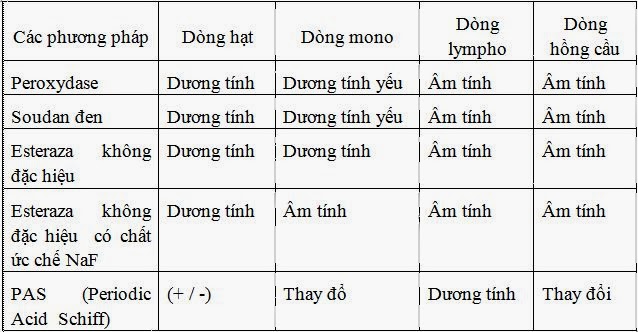 Các phương pháp Dòng hạt Dòng mono Dòng lympho Dòng hồng cầu
Peroxydase Dương tính Dương tính yếu Âm tính Âm tính
Soudan đen Dương tính Dương tính yếu Âm tính Âm tính
Esteraza không đặc hiệu Dương tính Dương tính Âm tính Âm tính
Esteraza không đặc hiệu có chất ức chế NaF Dương tính Âm tính Âm tính Âm tính
PAS (Periodic Acid Schiff) (+ / -) Thay đổ Dương tính Thay đổi